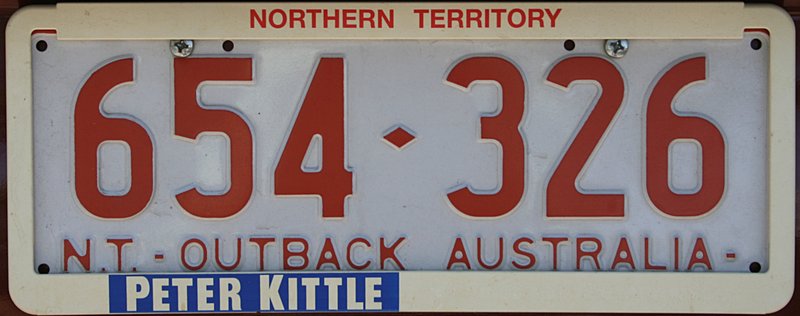 NORTHERN TERRITORY
654·326
N.T. - OUTBACK AUSTRALIA -
PETER KITTLE